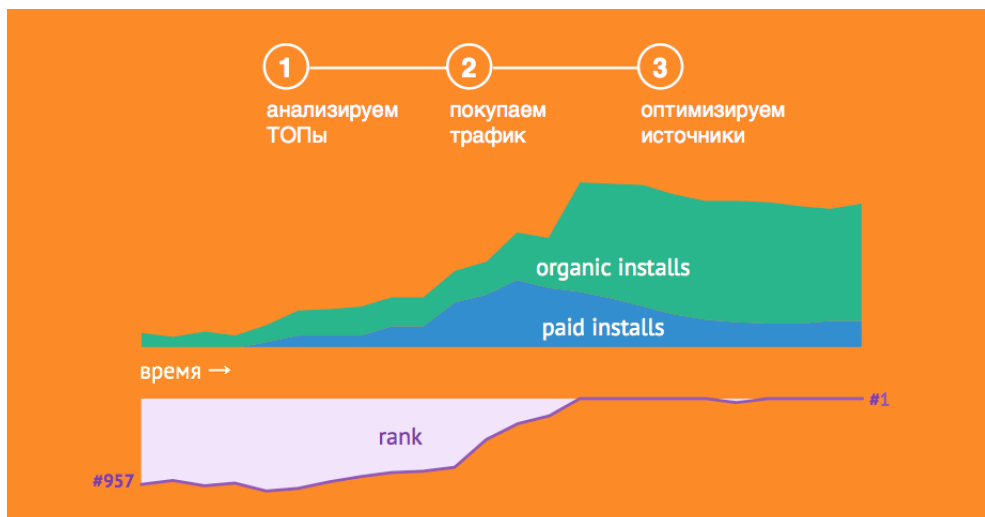 1
2
3
анализируем
ТОПы
покупаем
трафик
оптимизируем
источники
organic installs
paid installs
время →
#1
rank
#957